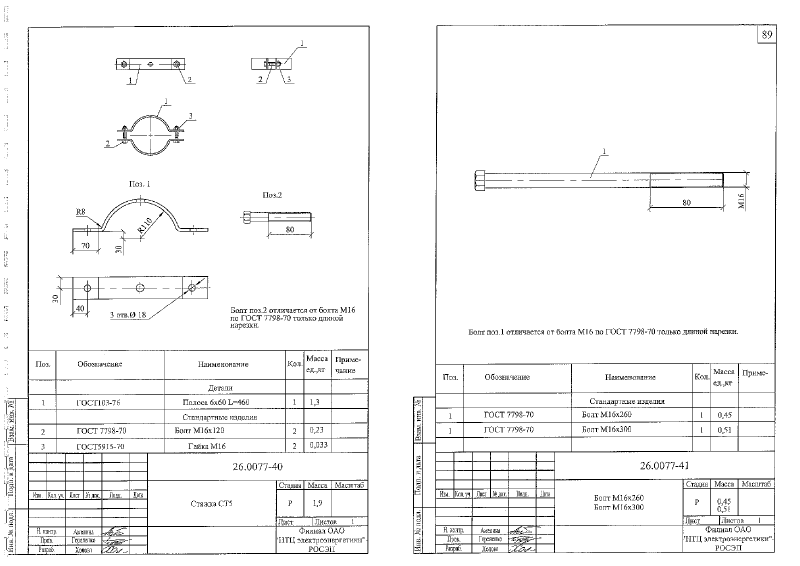 1
1
2
2
3
1
3
2
Поз. 1
R8
R110
70
30
Поз.2
80
30
40
3 отв.Ø 18
Болт поз.2 отличается от болта М16
по ГОСТ 7798-70 только длиной
нарезки.
Поз.
Обозначение
Наименование
Кол.
Масса
ед.,кг
Приме-
чание
Детали
1 ГОСТ103-76 Полоса 6х60 L=460 1 1,3
Стандартные изделия
2 ГОСТ 7798-70 Болт М16х120 2 0,23
3 ГОСТ5915-70 Гайка М16 2 0,033
26.0077-40
Стадия Масса Масштаб
Изм. Кол.уч. Лист № док. Подп. Дата
Стяжка СТ5
Р 1,9
Лист Листов 1
Н. контр.
Пров.
Разраб.
Филиал ОАО
"НТЦ электроэнергетики"-
РОСЭП
Взам. инв. №
Подп. и дата
Инв. № подл.
89
1
80
М16
Болт поз.1 отличается от болта М16 по ГОСТ 7798-70 только длиной нарезки.
Поз.
Обозначение
Наименование
Кол.
Масса
ед.,кг
Приме-
Стандартные изделия
1 ГОСТ 7798-70 Болт М16х260 1 0,45
1 ГОСТ 7798-70 Болт М16х300 1 0,51
26.0077-41
Стадия Масса Масштаб
Изм. Кол.уч. Лист № док. Подп. Дата
Болт М16х260
Болт М16х300
Р 0,45
0,51
Лист Листов 1
Н. контр.
Пров.
Разраб.
Филиал ОАО
"НТЦ электроэнергетики"-
РОСЭП
Взам. инв. №
Подп. и дата
Инв. № подл.